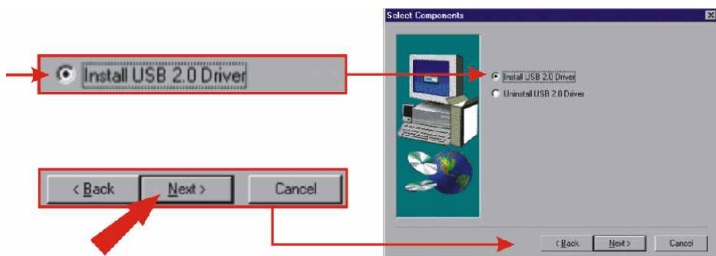 Select Components
Install USB 2.0 Driver
Install USB 2.0 Driver
Uninstall USB 2.0 Driver
< Back Next > Cancel
< Back Next > Cancel